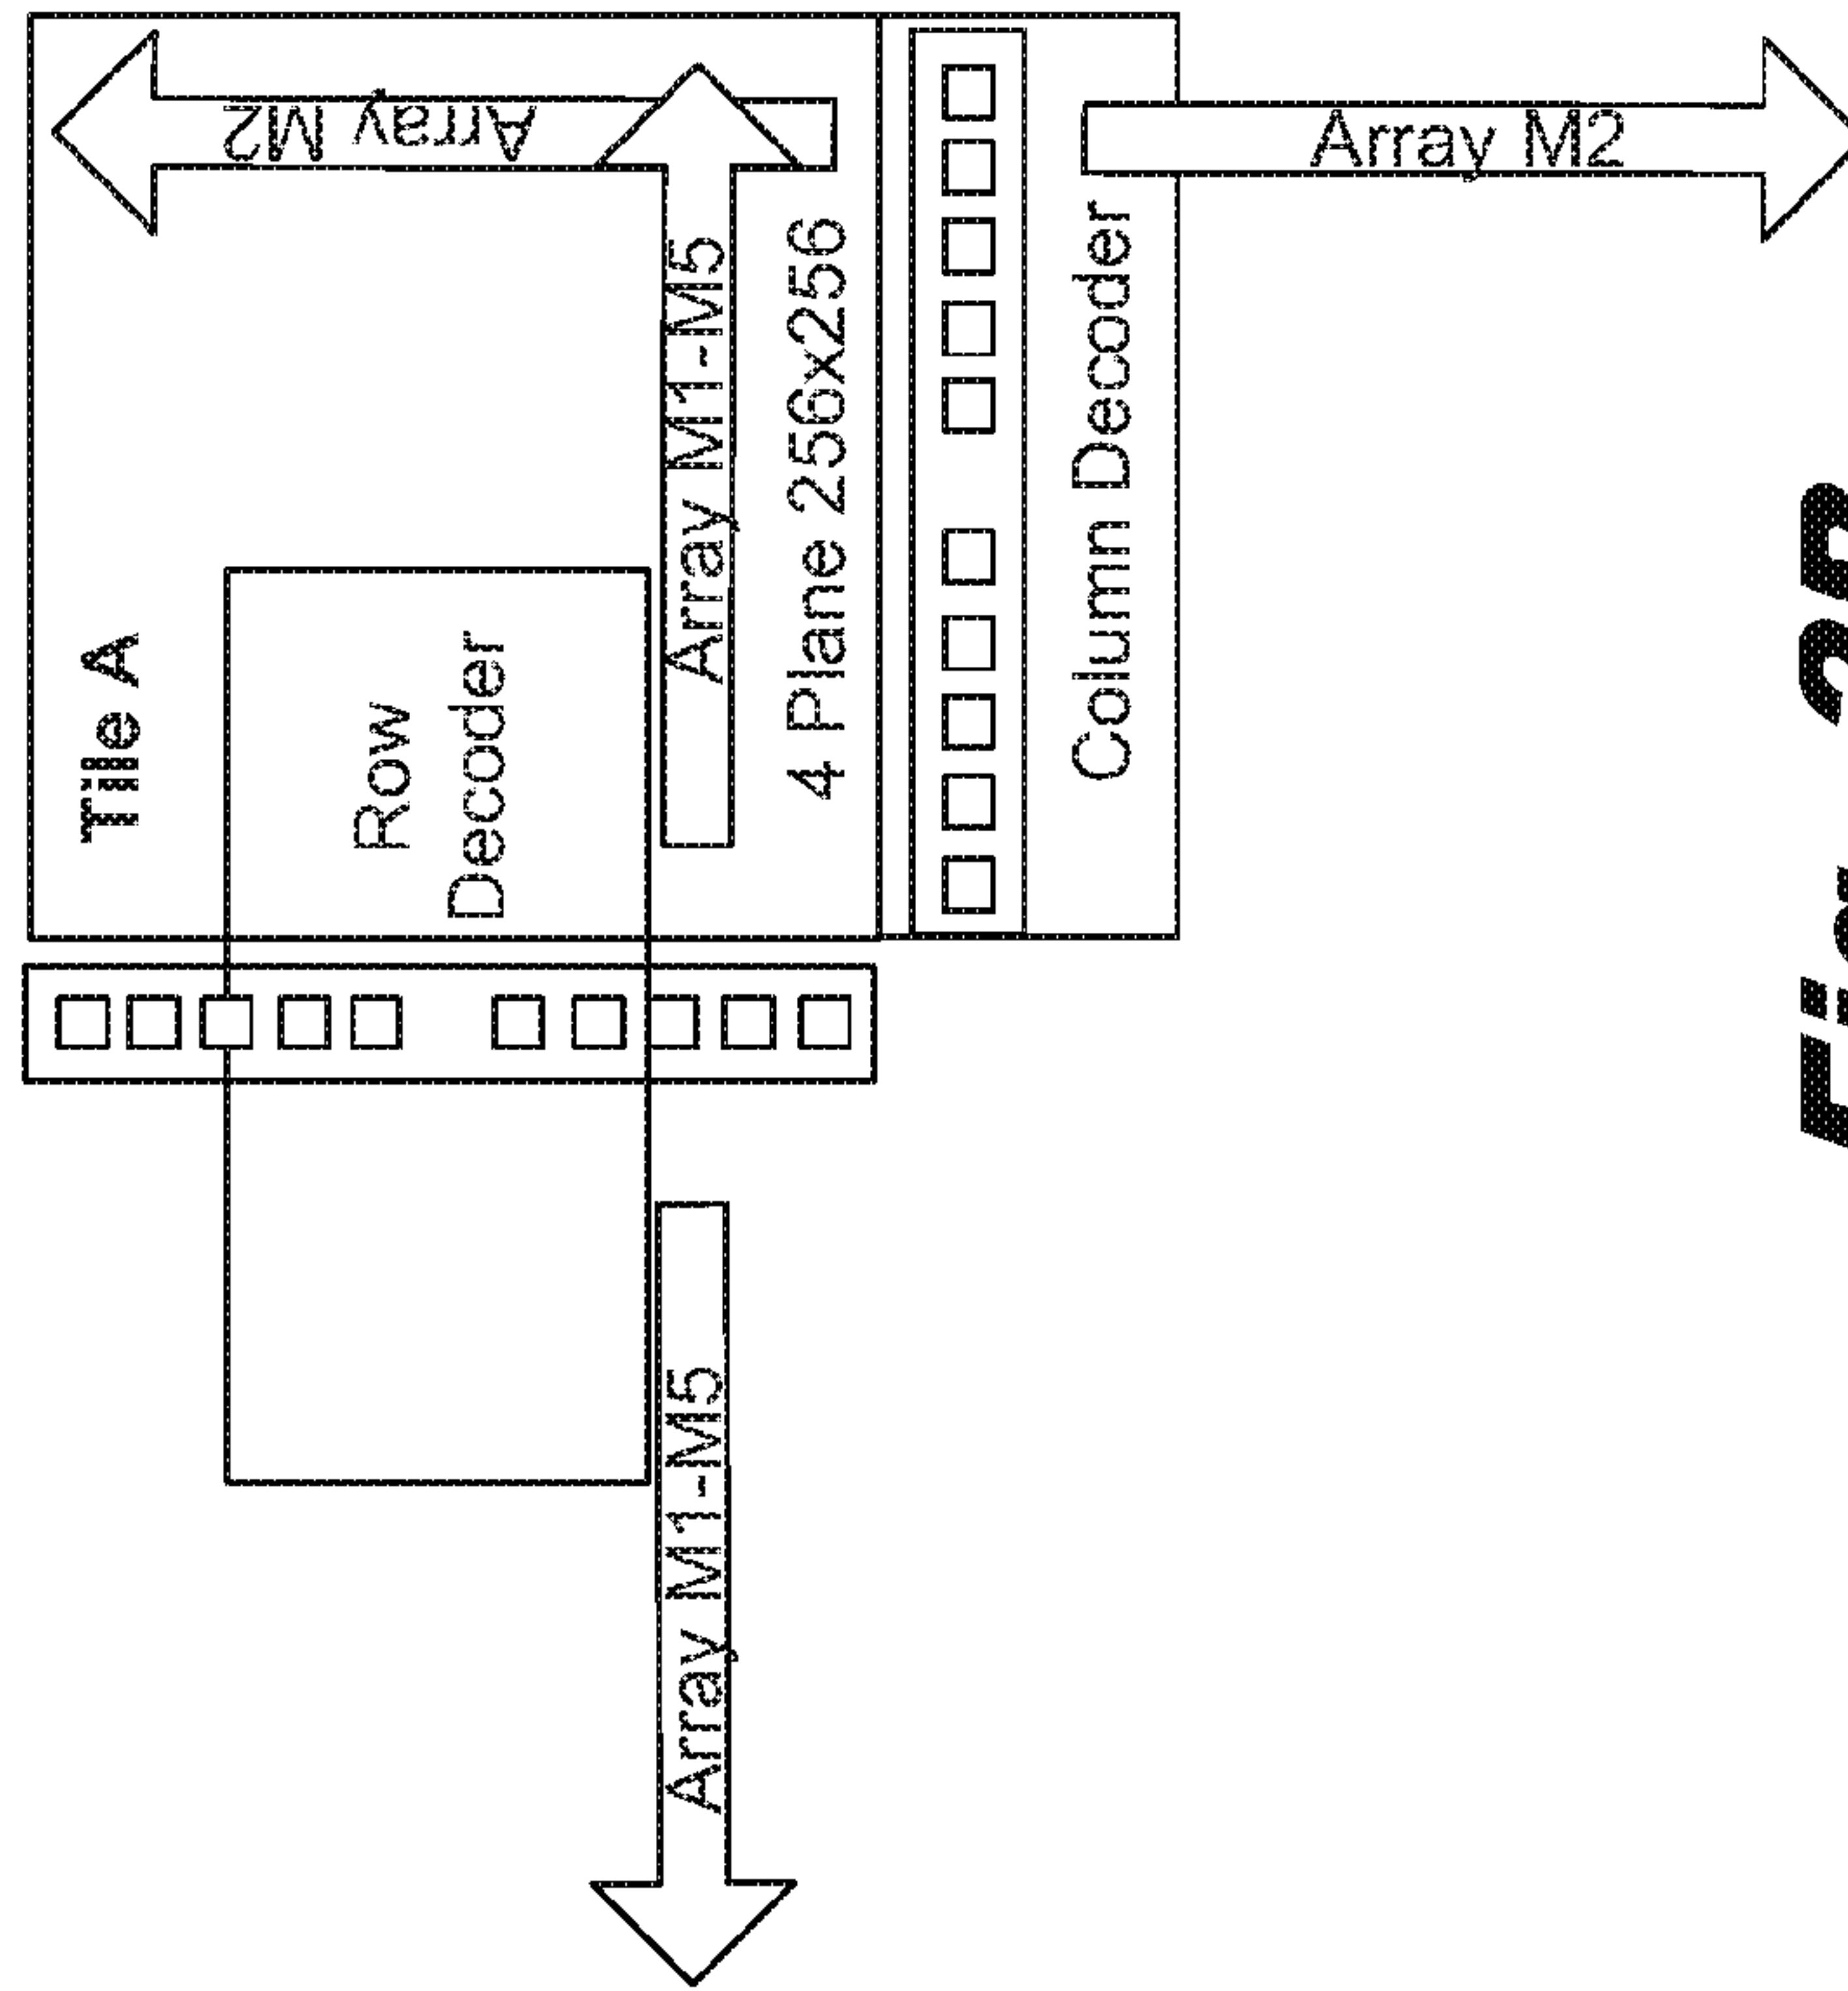 Tile A
Array M2
Row
Decoder
Array M1-M5
Array M1-M5
4 Plane 256x256
Column Decoder
Array M2